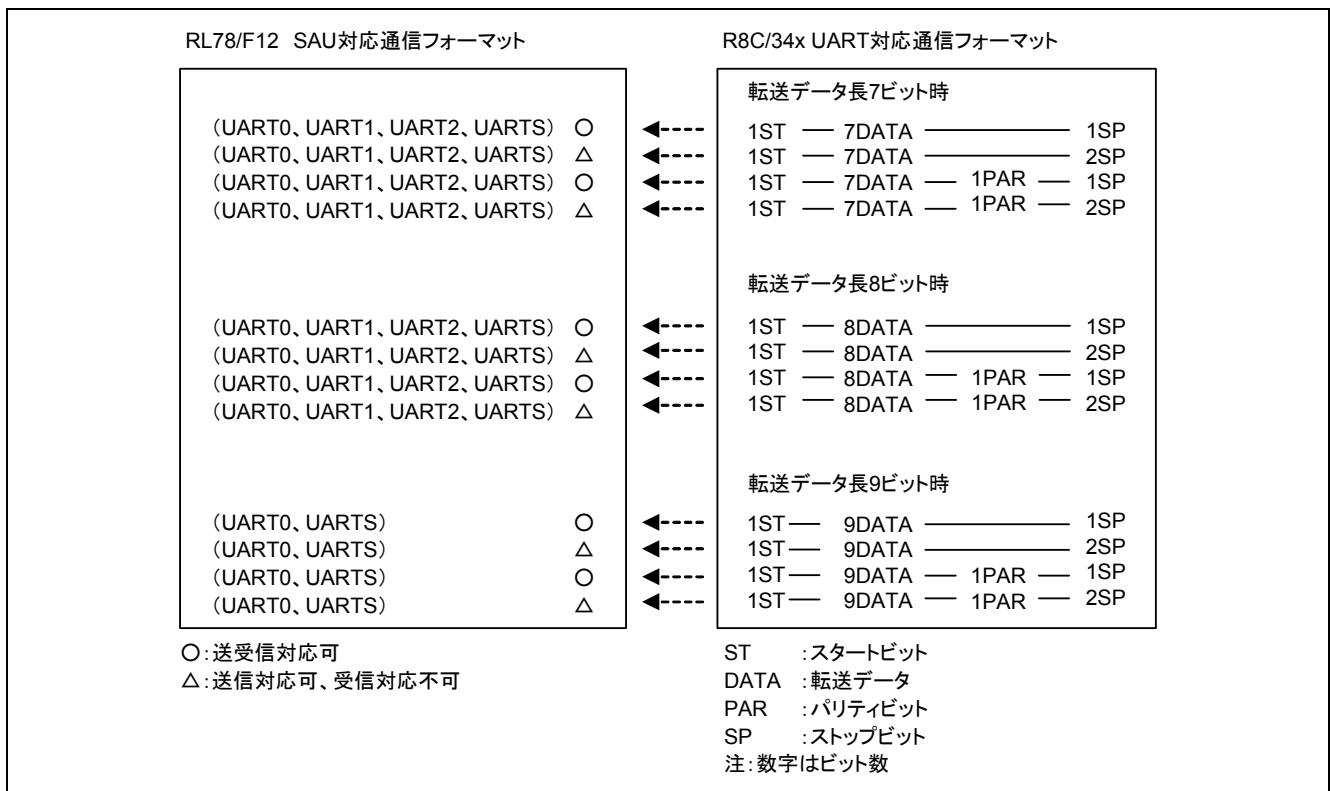 RL78/F12 SAU対応通信フォーマット
R8C/34x UART対応通信フォーマット
転送データ長7ビット時
(UART0、UART1、UART2、UARTS) ○ 1ST 7DATA 1SP
(UART0、UART1、UART2、UARTS) △ 1ST 7DATA 2SP
(UART0、UART1、UART2、UARTS) ○ 1ST 7DATA 1PAR 1SP
(UART0、UART1、UART2、UARTS) △ 1ST 7DATA 1PAR 2SP
転送データ長8ビット時
(UART0、UART1、UART2、UARTS) ○ 1ST 8DATA 1SP
(UART0、UART1、UART2、UARTS) △ 1ST 8DATA 2SP
(UART0、UART1、UART2、UARTS) ○ 1ST 8DATA 1PAR 1SP
(UART0、UART1、UART2、UARTS) △ 1ST 8DATA 1PAR 2SP
転送データ長9ビット時
(UART0、UARTS) ○ 1ST 9DATA 1SP
(UART0、UARTS) △ 1ST 9DATA 2SP
(UART0、UARTS) ○ 1ST 9DATA 1PAR 1SP
(UART0、UARTS) △ 1ST 9DATA 1PAR 2SP
○:送受信対応可
△:送信対応可、受信対応不可
ST :スタートビット
DATA :転送データ
PAR :パリティビット
SP :ストップビット
注:数字はビット数